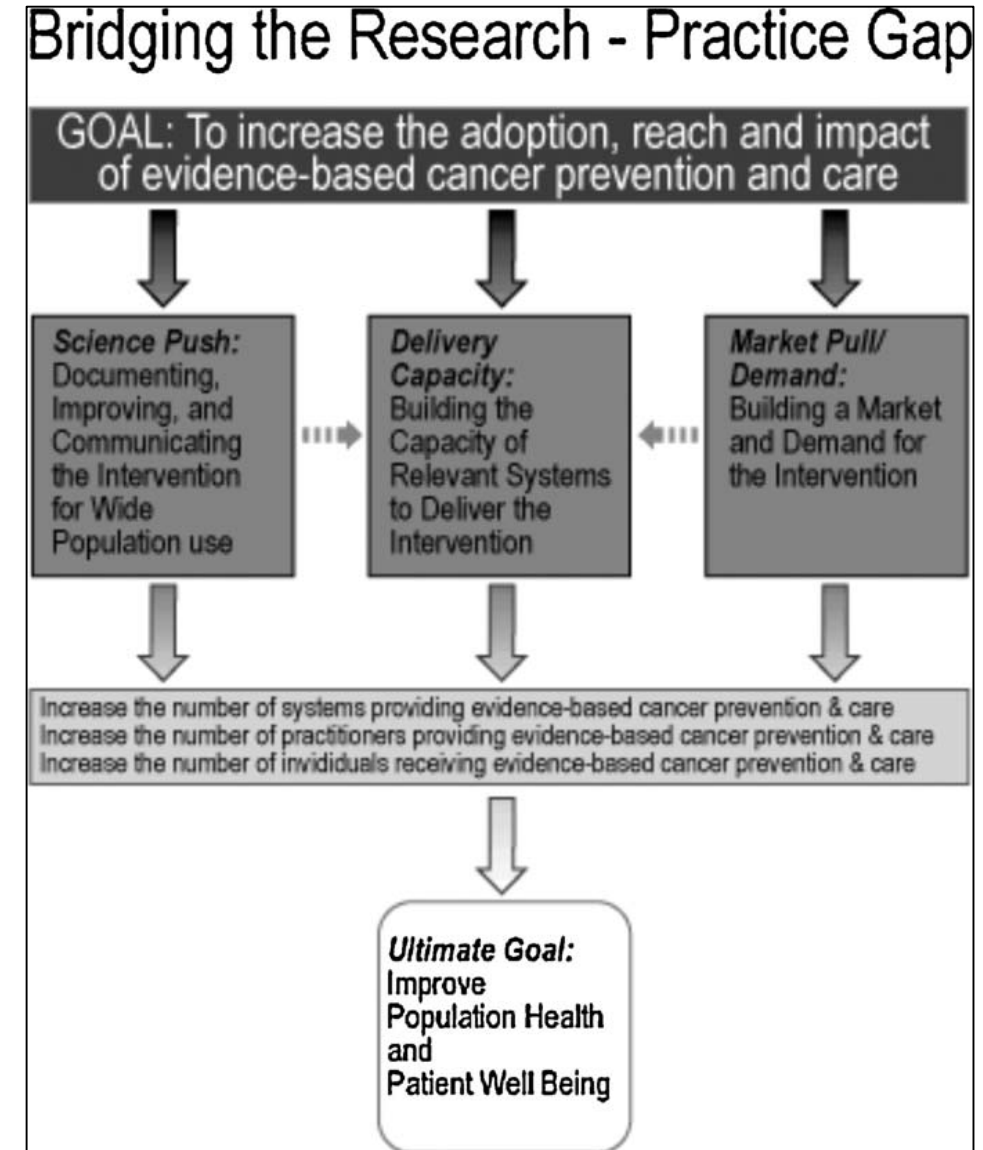 Bridging the Research - Practice Gap
GOAL: To increase the adoption, reach and impact
of evidence-based cancer prevention and care
Science Push:
Documenting,
Improving, and
Communicating
the Intervention
for Wide
Population use
Delivery
Capacity:
Building the
Capacity of
Relevant Systems
to Deliver the
Intervention
Market Pull/
Demand:
Building a Market
and Demand for
the Intervention
Increase the number of systems providing evidence-based cancer prevention & care
Increase the number of practitioners providing evidence-based cancer prevention & care
Increase the number of invididuals receiving evidence-based cancer prevention & care
Ultimate Goal:
Improve
Population Health
and
Patient Well Being